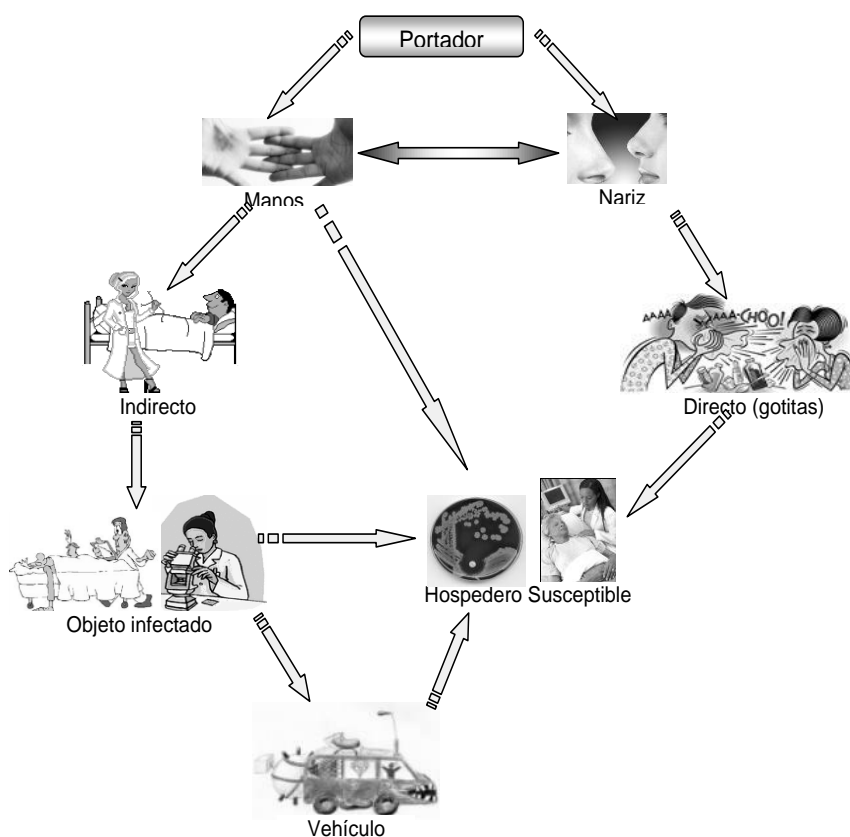 Portador
Manos
Nariz
AAAA AAAA-CHOO!
Indirecto
Directo (gotitas)
Hospedero Susceptible
Objeto infectado
Vehículo